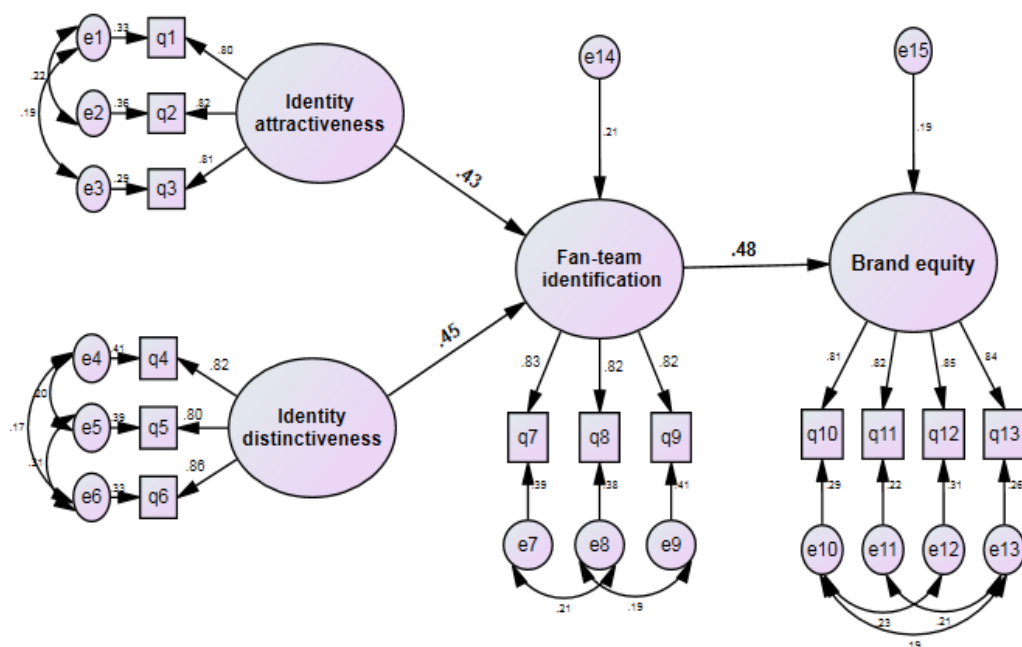 e1 .33 q1 .80
.22
e2 .36 q2 .82
.19
e3 .29 q3 .81
Identity
attractiveness
e14
.21
e15
.19
.43
Fan-team
identification
.48
Brand equity
.45
e4 .41 q4 .82
.20
e5 .39 q5 .80
.17
e6 .33 q6 .86
Identity
distinctiveness
.83 .82 .82
q7 q8 q9
.39 .38 .41
e7 e8 e9
.21 .19
.81 .82 .85 .84
q10 q11 q12 q13
.29 .22 .31 .26
e10 e11 e12 e13
.23 .21
.19